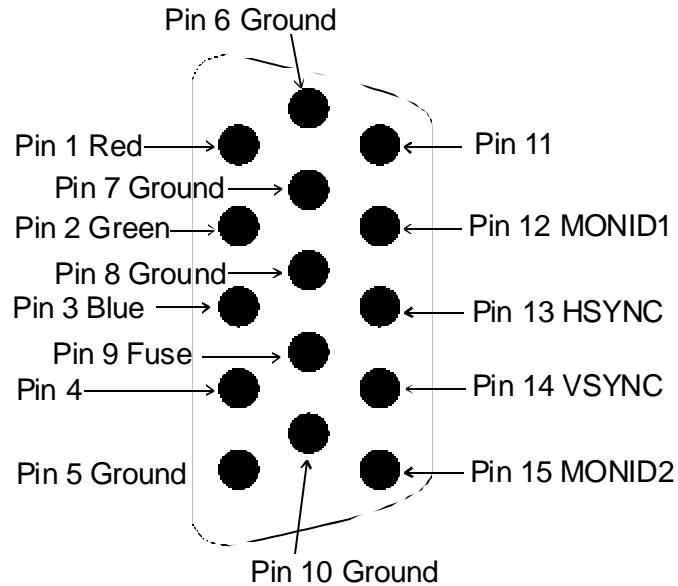 Pin 6 Ground
Pin 1 Red
Pin 11
Pin 7 Ground
Pin 2 Green
Pin 12 MONID1
Pin 8 Ground
Pin 3 Blue
Pin 13 HSYNC
Pin 9 Fuse
Pin 4
Pin 14 VSYNC
Pin 5 Ground
Pin 15 MONID2
Pin 10 Ground